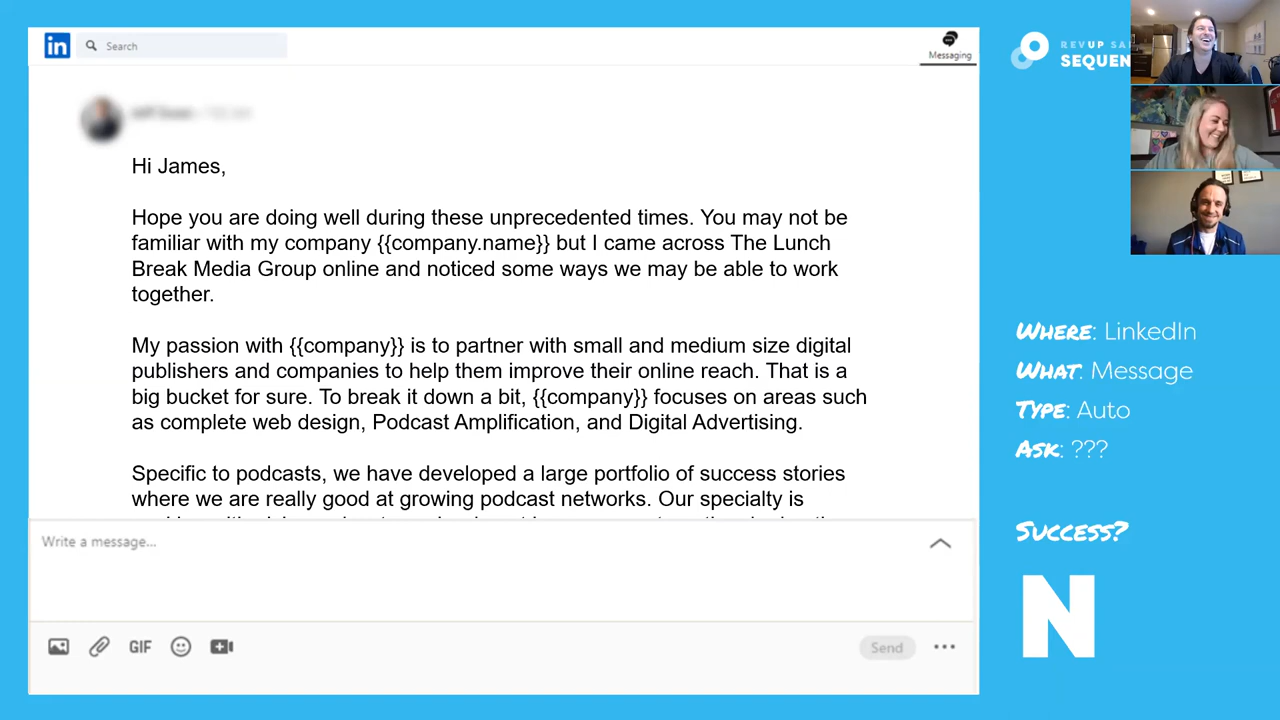 in
Search
Messaging
REVUP
Hi James,
Hope you are doing well during these unprecedented times. You may not be
familiar with my company {{company.name}} but I came across The Lunch
Break Media Group online and noticed some ways we may be able to work
together.
My passion with {{company}} is to partner with small and medium size digital
publishers and companies to help them improve their online reach. That is a
big bucket for sure. To break it down a bit, {{company}} focuses on areas such
as complete web design, Podcast Amplification, and Digital Advertising.
Specific to podcasts, we have developed a large portfolio of success stories
where we are really good at growing podcast networks. Our specialty is
Write a message...
GIF
Send
WHERE: LinkedIn
WHAT: Message
TYPE: Auto
ASK: ???
SUCCESS?
N